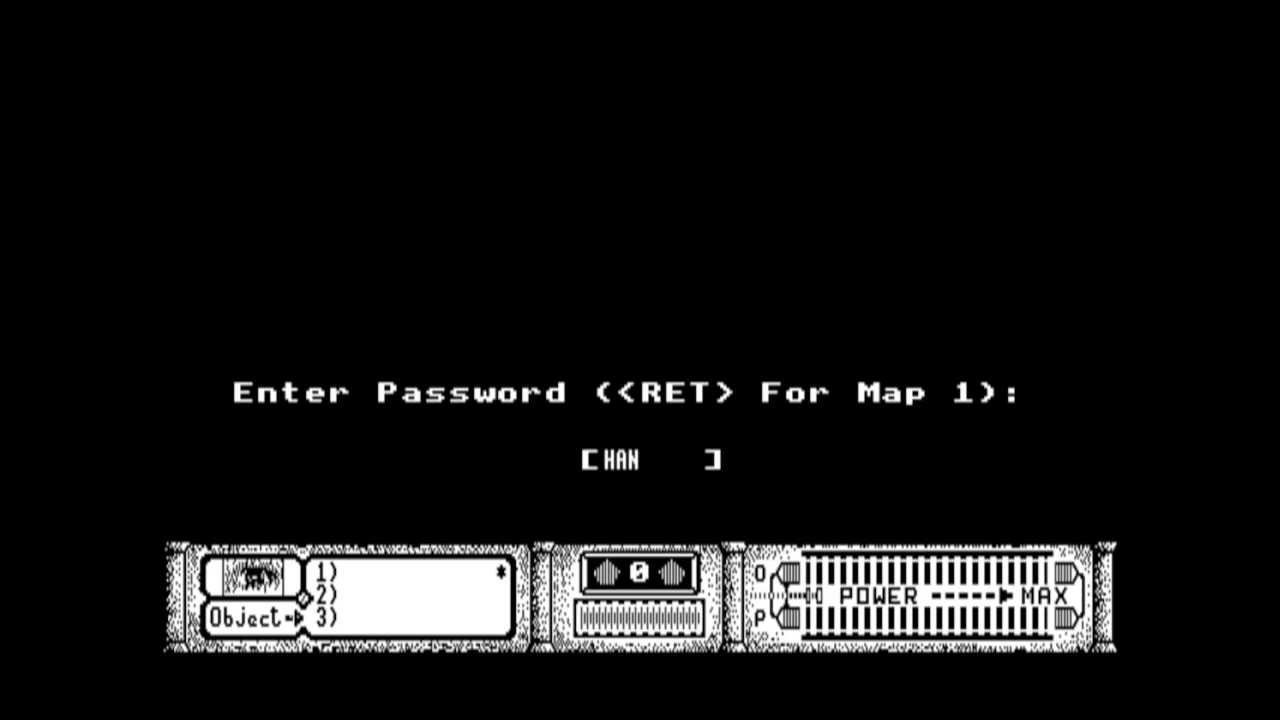 Enter Password (<<RET> For Map 1):
[HAN   ]
1) *
2)
Object→ 3)
0
O
POWER ----→ MAX
P